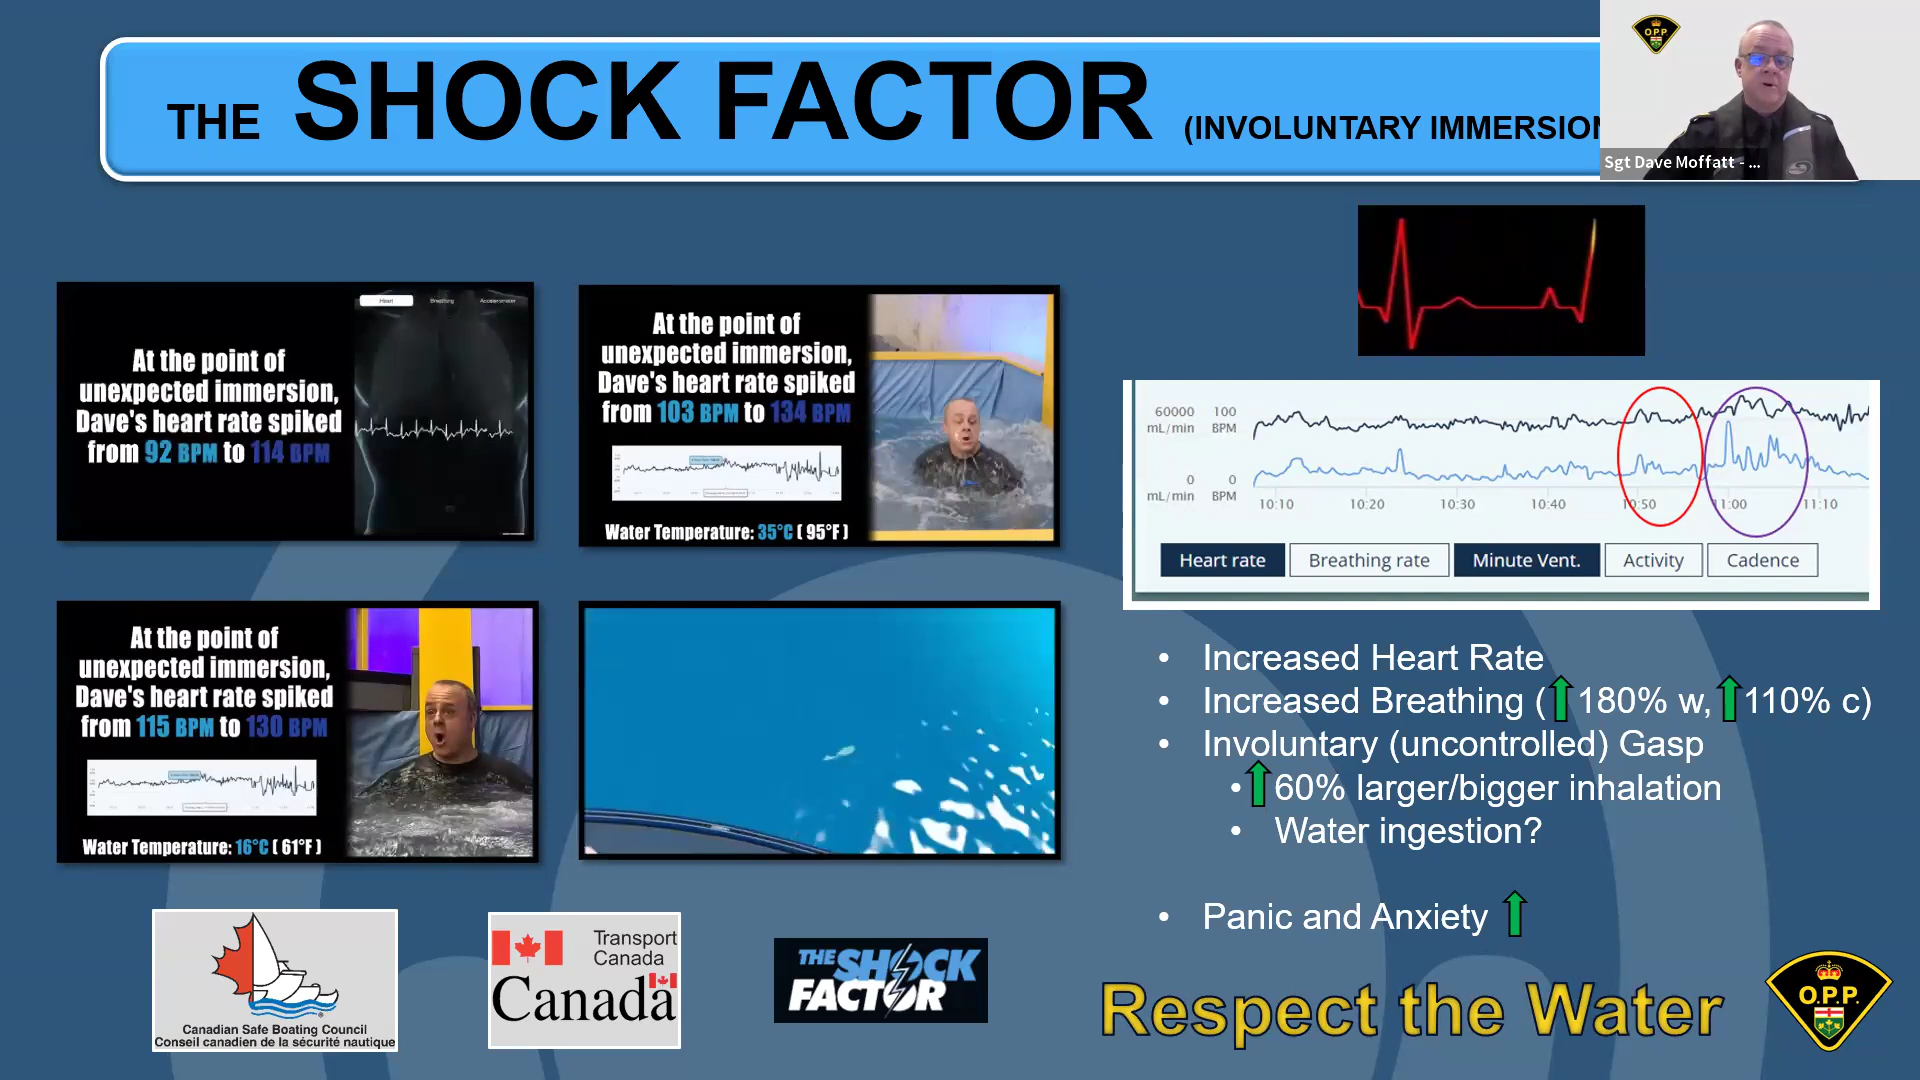 THE SHOCK FACTOR (INVOLUNTARY IMMERSION
O.P.P.
Sgt Dave Moffatt - ...
Heart Breathing Accelerometer
At the point of
unexpected immersion,
Dave's heart rate spiked
from 92 BPM to 114 BPM
At the point of
unexpected immersion,
Dave's heart rate spiked
from 103 BPM to 134 BPM
Water Temperature: 35°C ( 95°F )
At the point of
unexpected immersion,
Dave's heart rate spiked
from 115 BPM to 130 BPM
Water Temperature: 16°C ( 61°F )
60000 100
mL/min BPM
0 0
mL/min BPM
10:10 10:20 10:30 10:40 10:50 11:00 11:10
Heart rate Breathing rate Minute Vent. Activity Cadence
• Increased Heart Rate
• Increased Breathing (⬆180% w, ⬆110% c)
• Involuntary (uncontrolled) Gasp
• ⬆60% larger/bigger inhalation
• Water ingestion?
• Panic and Anxiety ⬆
Canadian Safe Boating Council
Conseil canadien de la sécurité nautique
Transport
Canada
Canada
THE SHOCK
FACTOR
Respect the Water
O.P.P.